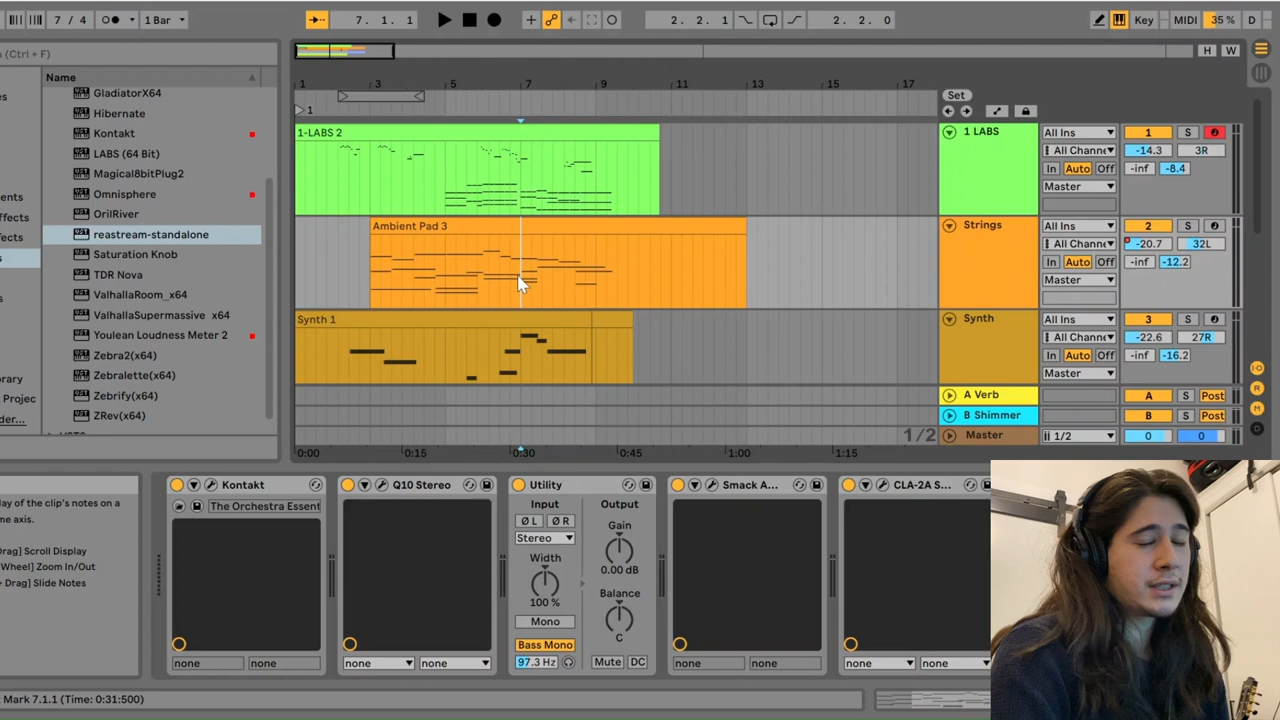 7 / 4
1 Bar
7. 1. 1
2. 2. 1
2. 2. 0
Key
MIDI
35 %
D
(Ctrl + F)
Name
GladiatorX64
Hibernate
Kontakt
LABS (64 Bit)
Magical8bitPlug2
Omnisphere
OrilRiver
reastream-standalone
Saturation Knob
TDR Nova
ValhallaRoom_x64
ValhallaSupermassive x64
Youlean Loudness Meter 2
Zebra2(x64)
Zebralette(x64)
Zebrify(x64)
ZRev(x64)
ents
ffects
ffects
rary
Projec
der...
H W
1 3 5 7 9 11 13 15 17
Set
1
1-LABS 2
1 LABS
All Ins
1
S
All Channe
-14.3
3R
In Auto Off
-inf
-8.4
Master
Ambient Pad 3
Strings
All Ins
2
S
All Channe
-20.7
32L
In Auto Off
-inf
-12.2
Master
Synth 1
Synth
All Ins
3
S
All Channe
-22.6
27R
In Auto Off
-inf
-16.2
Master
A Verb
A
S
Post
B Shimmer
B
S
Post
1/2
Master
1/2
0
0
0:00
0:15
0:30
0:45
1:00
1:15
I·O
R
M
D
lay of the clip's notes on a
me axis.
Drag] Scroll Display
Wheel] Zoom In/Out
+ Drag] Slide Notes
Kontakt
The Orchestra Essent
none
none
Q10 Stereo
none
none
Utility
Input
Ø L
Ø R
Stereo
Width
100 %
Mono
Bass Mono
97.3 Hz
Output
Gain
0.00 dB
Balance
C
Mute
DC
Smack A...
none
none
CLA-2A S...
none
none
Mark 7.1.1 (Time: 0:31:500)